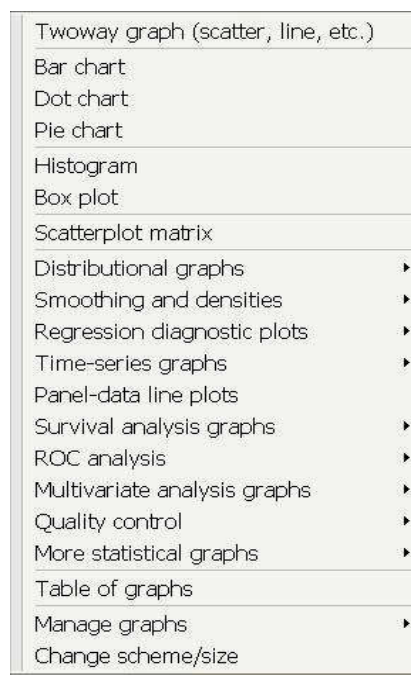 Twoway graph (scatter, line, etc.)
Bar chart
Dot chart
Pie chart
Histogram
Box plot
Scatterplot matrix
Distributional graphs
Smoothing and densities
Regression diagnostic plots
Time-series graphs
Panel-data line plots
Survival analysis graphs
ROC analysis
Multivariate analysis graphs
Quality control
More statistical graphs
Table of graphs
Manage graphs
Change scheme/size